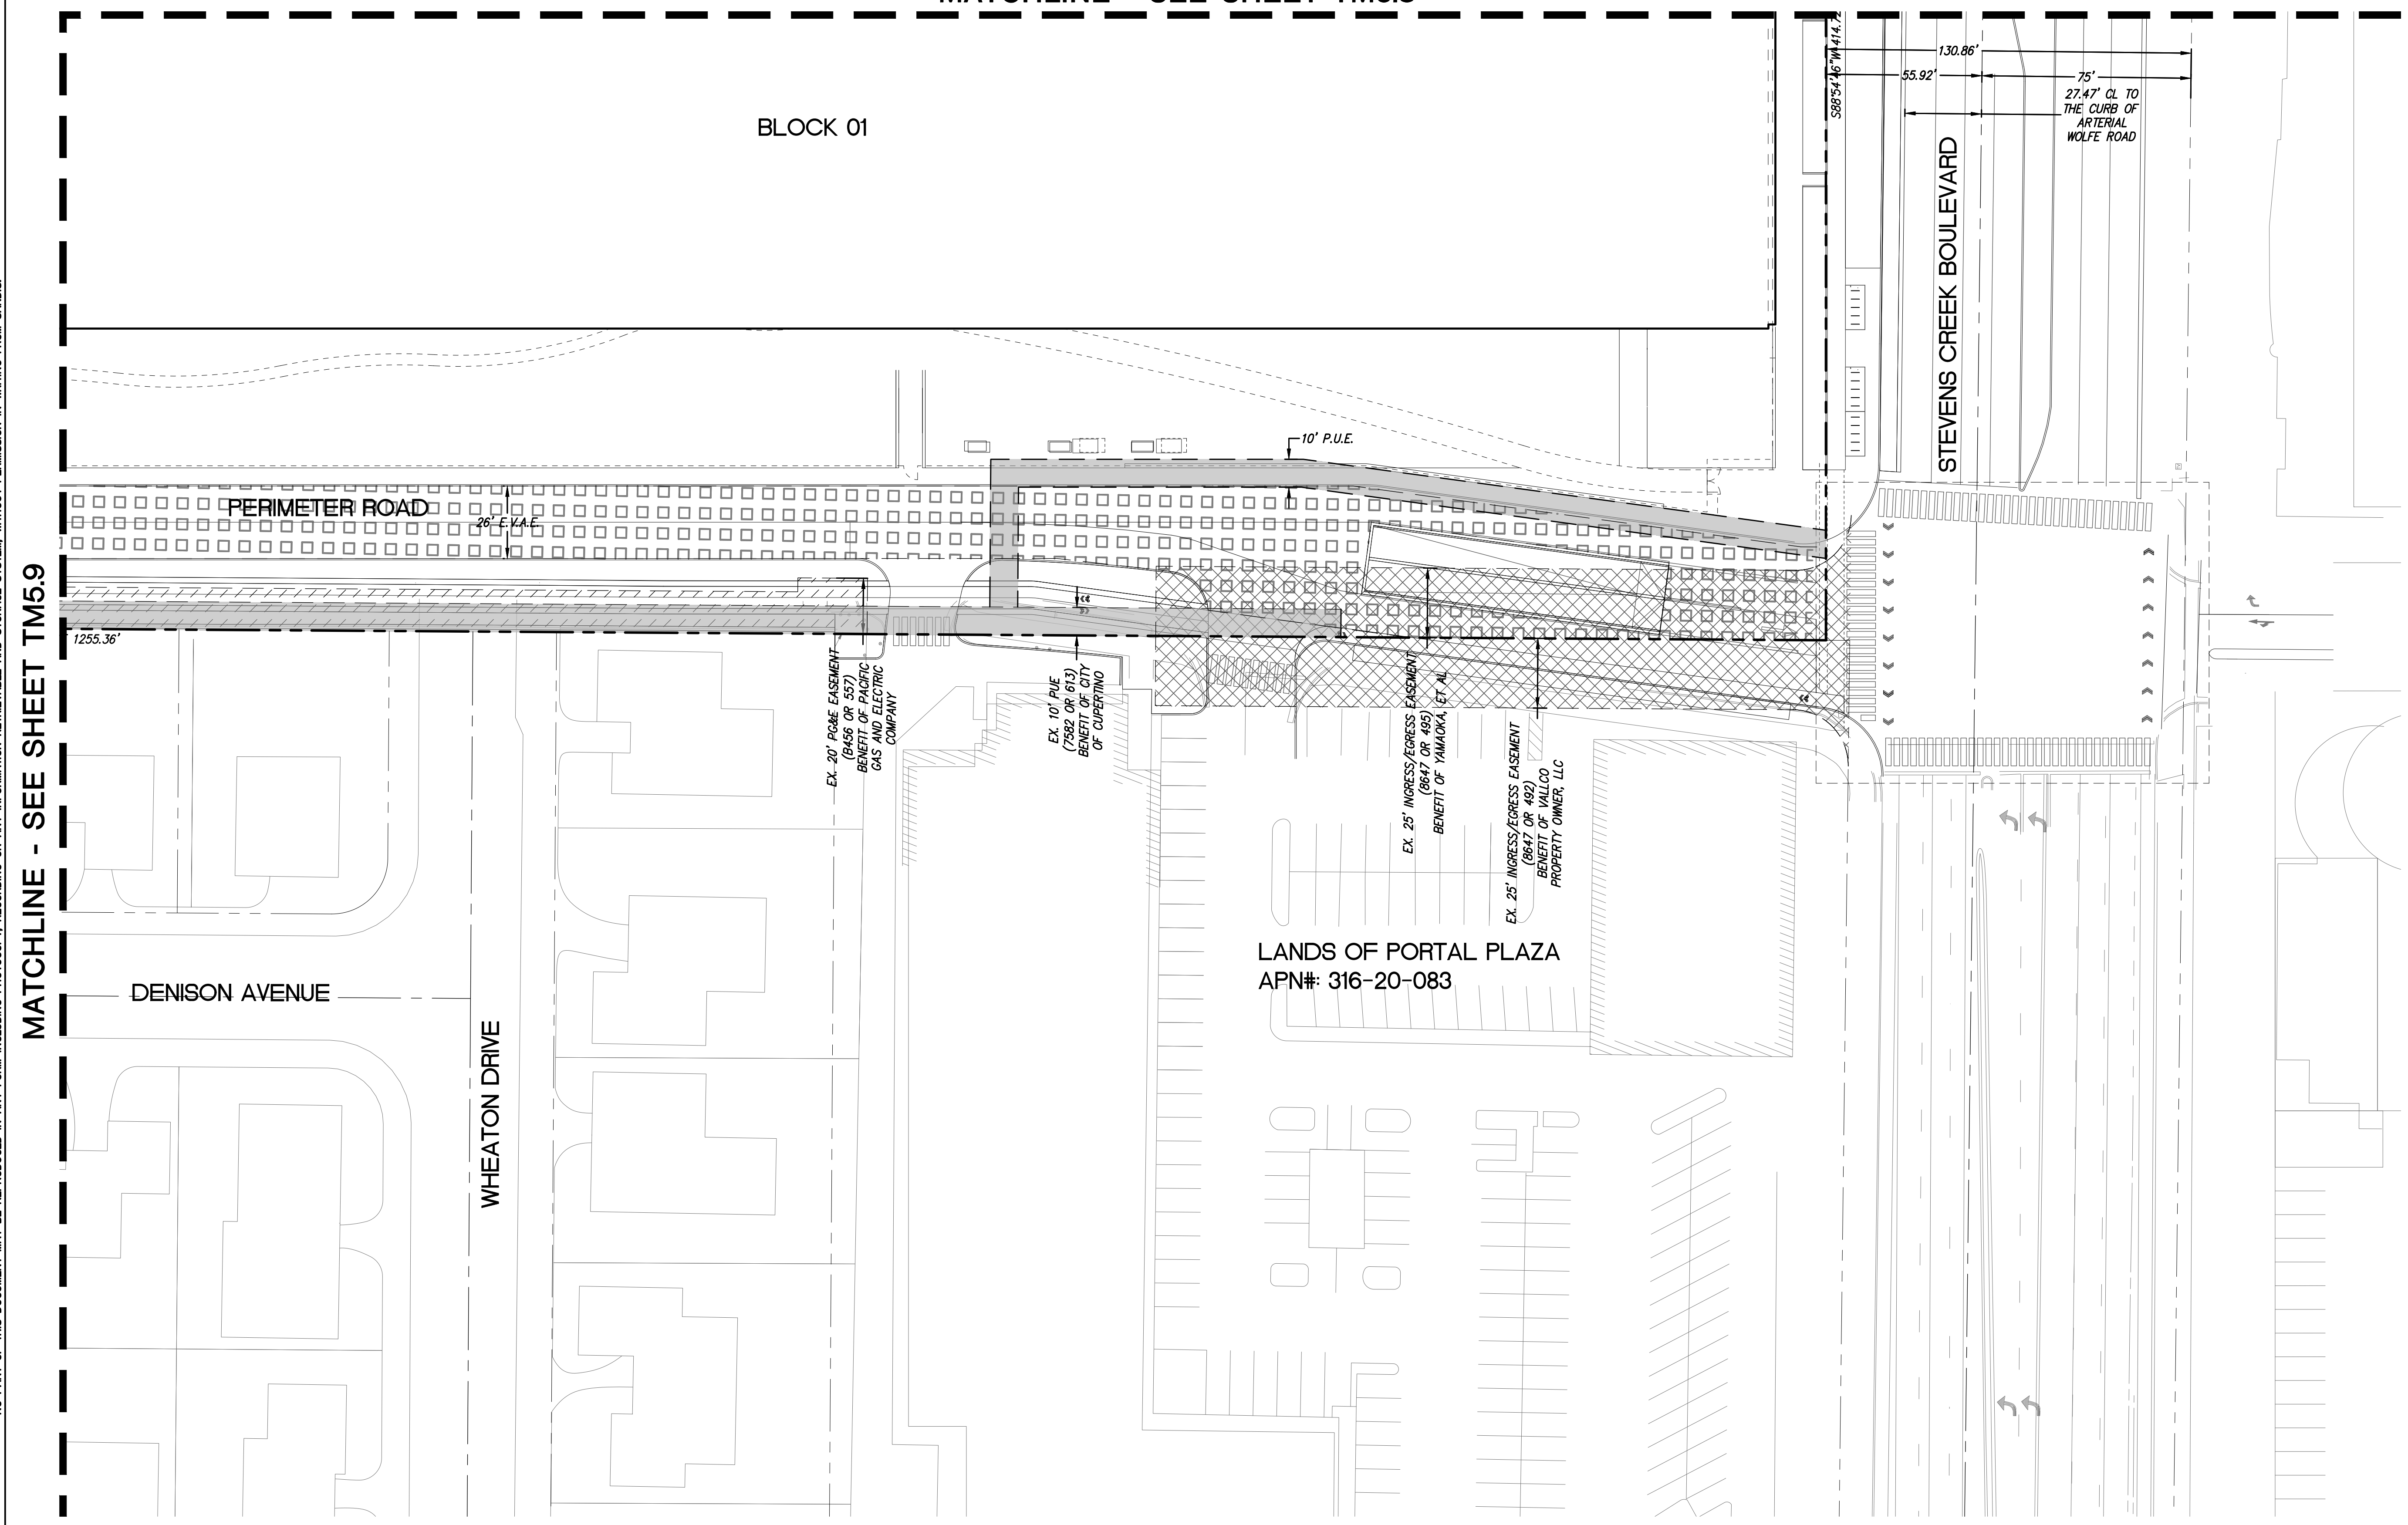 BLOCK 01
S88°54'46"W 414.72
130.86'
55.92'
75'
27.47' CL TO
THE CURB OF
ARTERIAL
WOLFE ROAD
STEVENS CREEK BOULEVARD
10' P.U.E.
PERIMETER ROAD
26' E.V.A.E.
MATCHLINE - SEE SHEET TM5.9
1255.36'
EX. 20' PG&E EASEMENT
(B456 OR 557)
BENEFIT OF PACIFIC
GAS AND ELECTRIC
COMPANY
EX. 10' PUE
(7582 OR 613)
BENEFIT OF CITY
OF CUPERTINO
EX. 25' INGRESS/EGRESS EASEMENT
(8647 OR 495)
BENEFIT OF YAMAOKA, ET AL
EX. 25' INGRESS/EGRESS EASEMENT
(8647 OR 492)
BENEFIT OF VALLCO
PROPERTY OWNER, LLC
LANDS OF PORTAL PLAZA
APN#: 316-20-083
DENISON AVENUE
WHEATON DRIVE